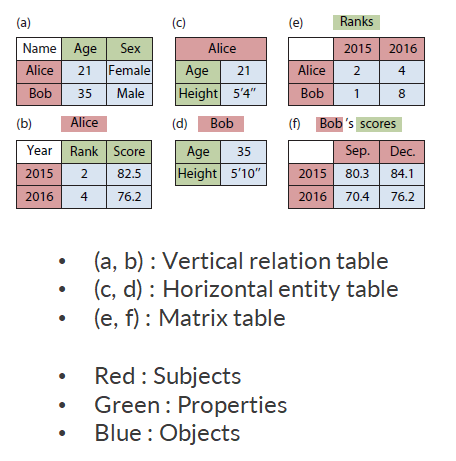 (a)
Name Age Sex
Alice 21 Female
Bob 35 Male
(b) Alice
Year Rank Score
2015 2 82.5
2016 4 76.2
(c)
Alice
Age 21
Height 5'4”
(d) Bob
Age 35
Height 5'10”
(e) Ranks
2015 2016
Alice 2 4
Bob 1 8
(f) Bob's scores
Sep. Dec.
2015 80.3 84.1
2016 70.4 76.2
• (a, b) : Vertical relation table
• (c, d) : Horizontal entity table
• (e, f) : Matrix table
• Red : Subjects
• Green : Properties
• Blue : Objects